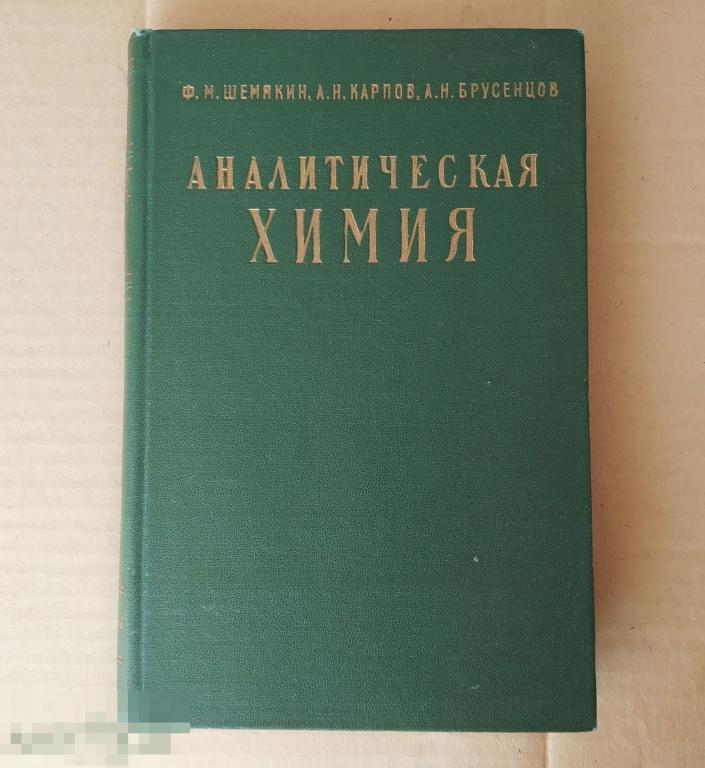 Ф. М. ШЕМЯКИН, А. Н. КАРПОВ, А. Н. БРУСЕНЦОВ
АНАЛИТИЧЕСКАЯ
ХИМИЯ